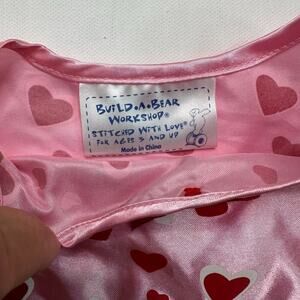 BUILD-A-BEAR
WORKSHOP®
STITCHED WITH LOVE®
FOR AGES 3 AND UP
Made in China